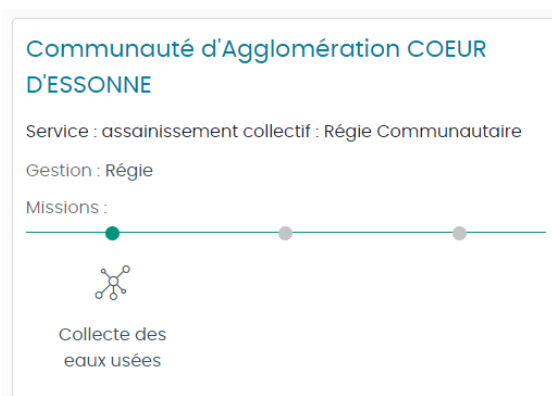 Communauté d'Agglomération COEUR
D'ESSONNE
Service : assainissement collectif : Régie Communautaire
Gestion : Régie
Missions :
Collecte des
eaux usées